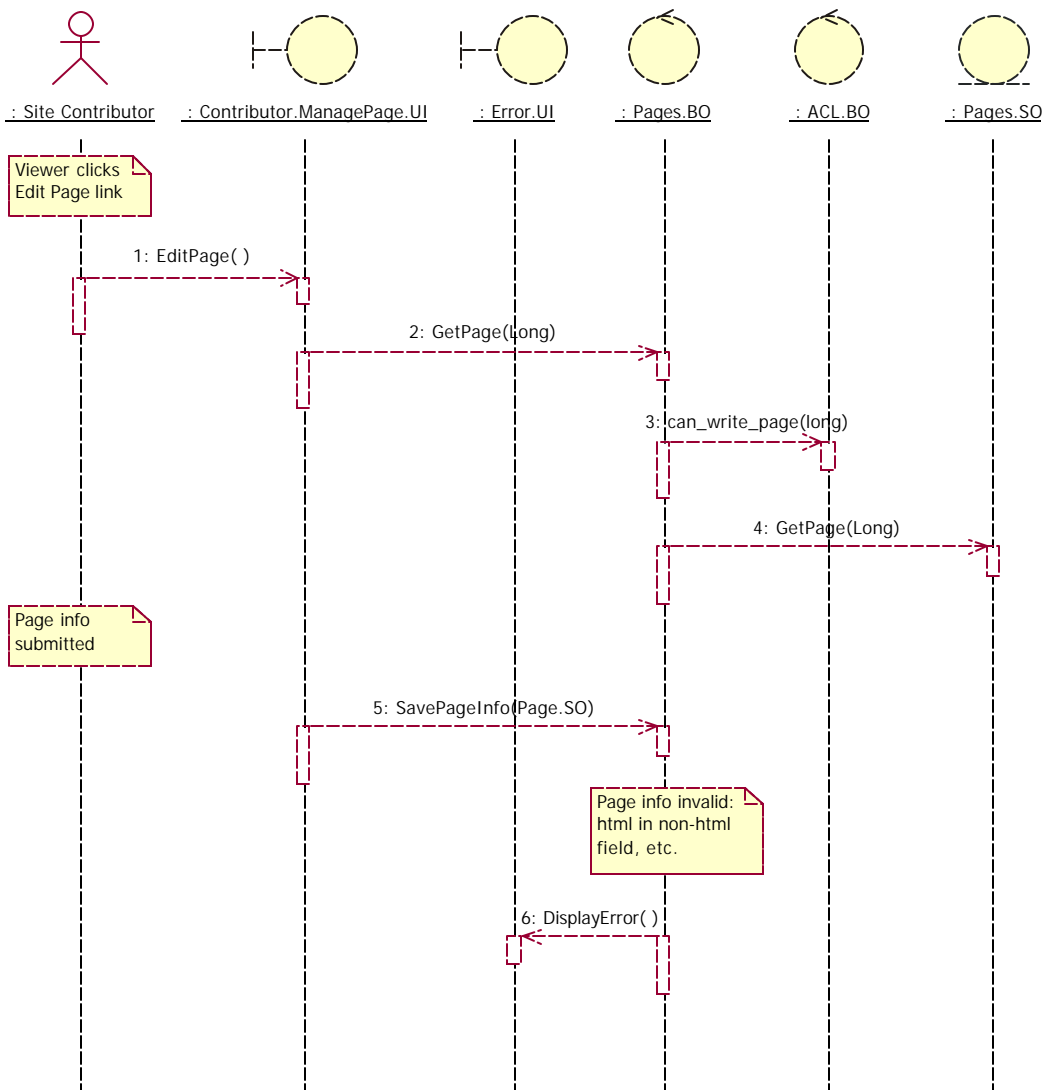 : Site Contributor
: Contributor.ManagePage.UI
: Error.UI
: Pages.BO
: ACL.BO
: Pages.SO
Viewer clicks
Edit Page link
1: EditPage( )
2: GetPage(Long)
3: can_write_page(long)
4: GetPage(Long)
Page info
submitted
5: SavePageInfo(Page.SO)
Page info invalid:
html in non-html
field, etc.
6: DisplayError( )